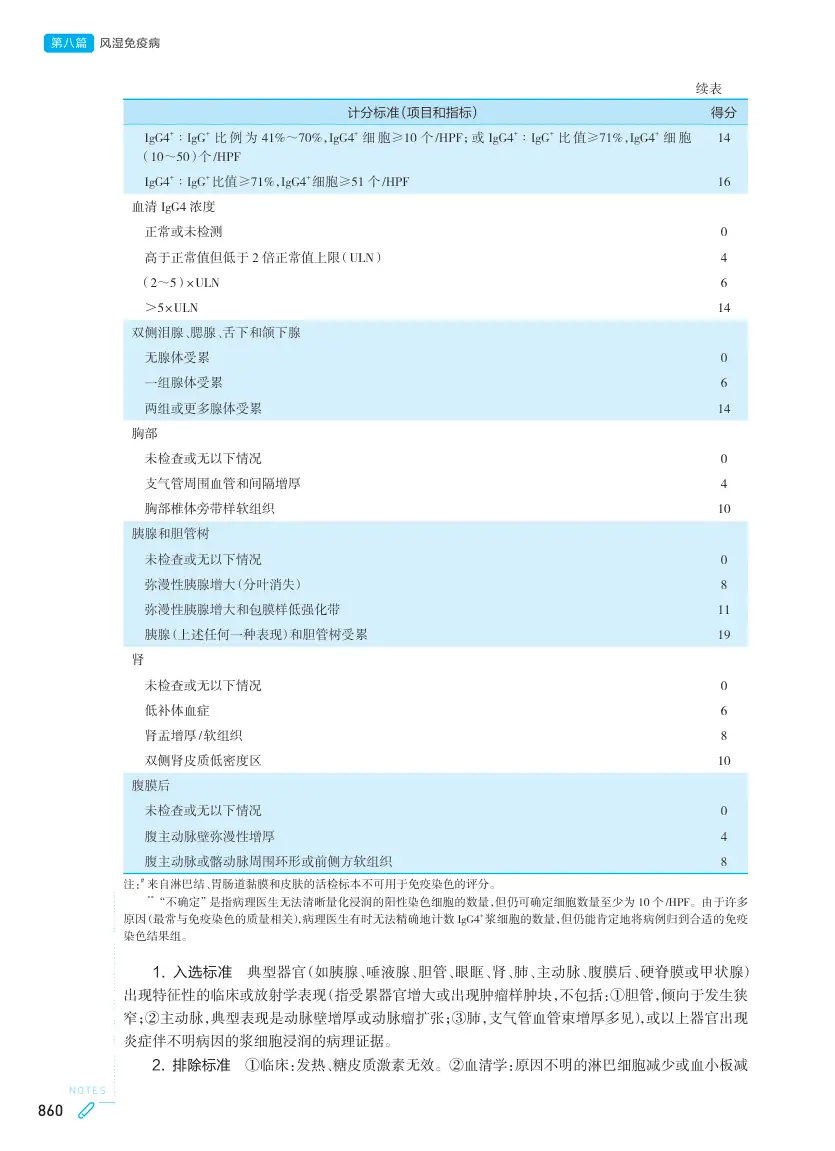 第八篇 风湿免疫病
续表
计分标准(项目和指标) 得分
IgG4⁺∶IgG⁺ 比例为 41%～70%,IgG4⁺ 细胞≥10 个/HPF; 或 IgG4⁺∶IgG⁺ 比值≥71%,IgG4⁺ 细胞 14
(10～50)个/HPF
IgG4⁺∶IgG⁺比值≥71%,IgG4⁺细胞≥51 个/HPF 16
血清 IgG4 浓度
正常或未检测 0
高于正常值但低于 2 倍正常值上限(ULN) 4
(2～5)×ULN 6
＞5×ULN 14
双侧泪腺、腮腺、舌下和颌下腺
无腺体受累 0
一组腺体受累 6
两组或更多腺体受累 14
胸部
未检查或无以下情况 0
支气管周围血管和间隔增厚 4
胸部椎体旁带样软组织 10
胰腺和胆管树
未检查或无以下情况 0
弥漫性胰腺增大(分叶消失) 8
弥漫性胰腺增大和包膜样低强化带 11
胰腺(上述任何一种表现)和胆管树受累 19
肾
未检查或无以下情况 0
低补体血症 6
肾盂增厚/软组织 8
双侧肾皮质低密度区 10
腹膜后
未检查或无以下情况 0
腹主动脉壁弥漫性增厚 4
腹主动脉或髂动脉周围环形或前侧方软组织 8
注:# 来自淋巴结、胃肠道黏膜和皮肤的活检标本不可用于免疫染色的评分。
** “不确定”是指病理医生无法清晰量化浸润的阳性染色细胞的数量,但仍可确定细胞数量至少为 10 个/HPF。由于许多
原因(最常与免疫染色的质量相关),病理医生有时无法精确地计数 IgG4⁺浆细胞的数量,但仍能肯定地将病例归到合适的免疫
染色结果组。
1. 入选标准 典型器官(如胰腺、唾液腺、胆管、眼眶、肾、肺、主动脉、腹膜后、硬脊膜或甲状腺)
出现特征性的临床或放射学表现(指受累器官增大或出现肿瘤样肿块,不包括:①胆管,倾向于发生狭
窄;②主动脉,典型表现是动脉壁增厚或动脉瘤扩张;③肺,支气管血管束增厚多见),或以上器官出现
炎症伴不明病因的浆细胞浸润的病理证据。
2. 排除标准 ①临床:发热、糖皮质激素无效。②血清学:原因不明的淋巴细胞减少或血小板减
NOTES
860